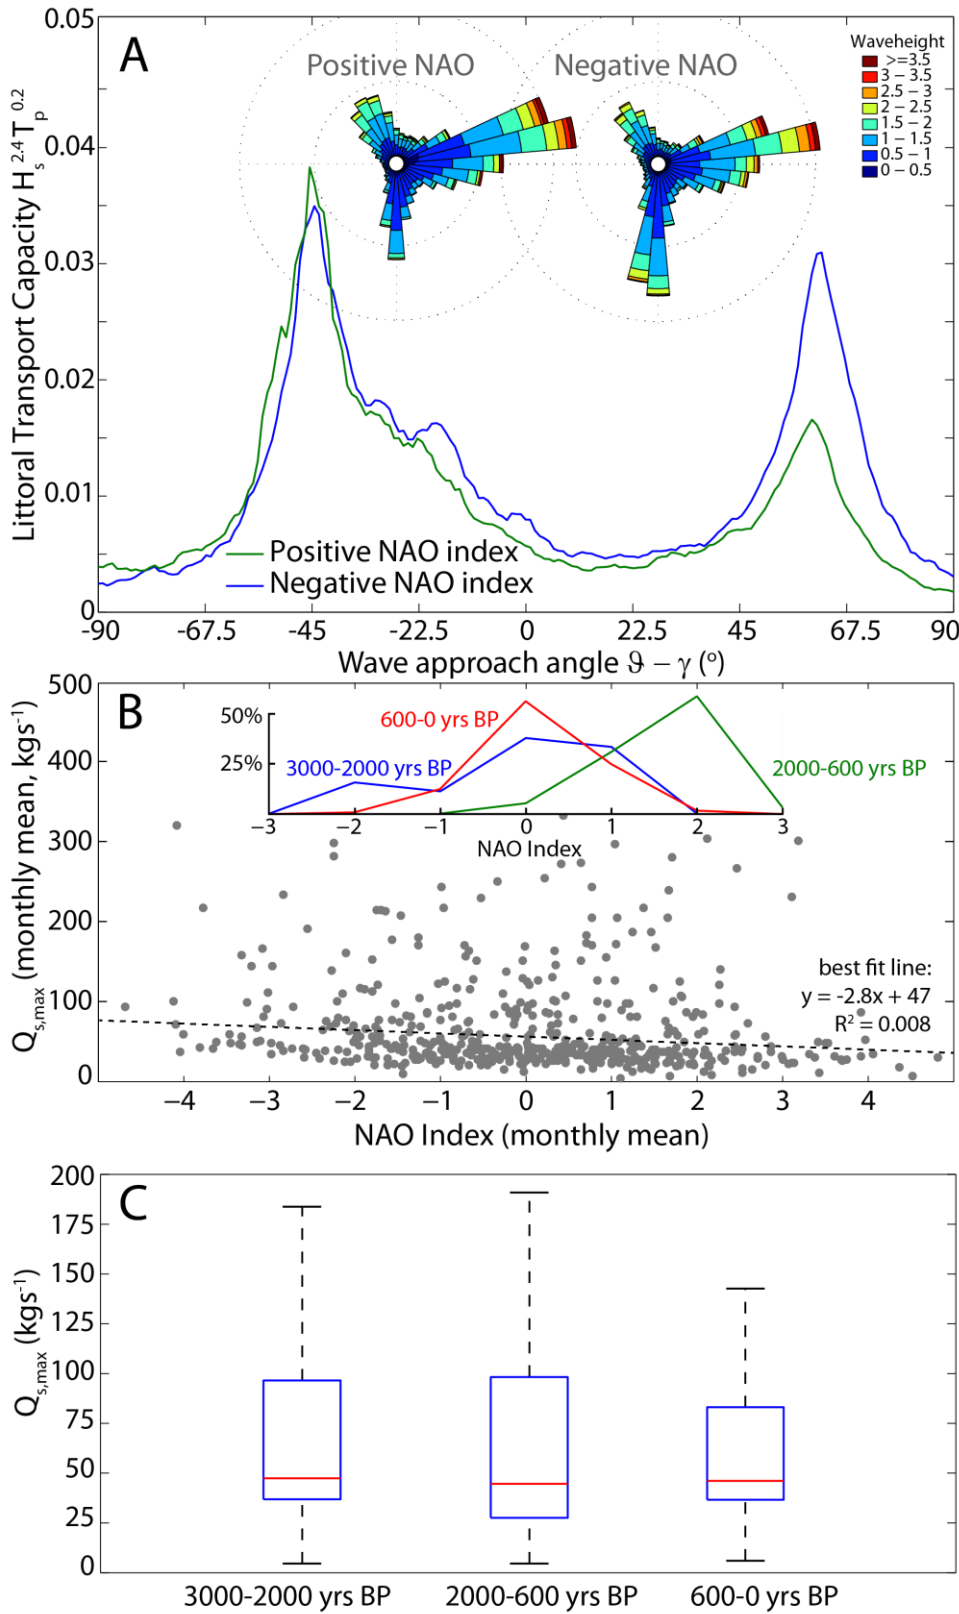 A
Positive NAO
Negative NAO
Waveheight
>=3.5
3 – 3.5
2.5 – 3
2 – 2.5
1.5 – 2
1 – 1.5
0.5 – 1
0 – 0.5
Littoral Transport Capacity Hs^2.4 Tp^0.2
0.05
0.04
0.03
0.02
0.01
0
Positive NAO index
Negative NAO index
-90 -67.5 -45 -22.5 0 22.5 45 67.5 90
Wave approach angle ϑ – γ (°)
B
Qs,max (monthly mean, kgs⁻¹)
500
400
300
200
100
0
50%
25%
600-0 yrs BP
3000-2000 yrs BP
2000-600 yrs BP
−3 −2 −1 0 1 2 3
NAO Index
best fit line:
y = -2.8x + 47
R² = 0.008
−4 −3 −2 −1 0 1 2 3 4
NAO Index (monthly mean)
C
Qs,max (kgs⁻¹)
200
175
150
125
100
75
50
25
0
3000-2000 yrs BP 2000-600 yrs BP 600-0 yrs BP